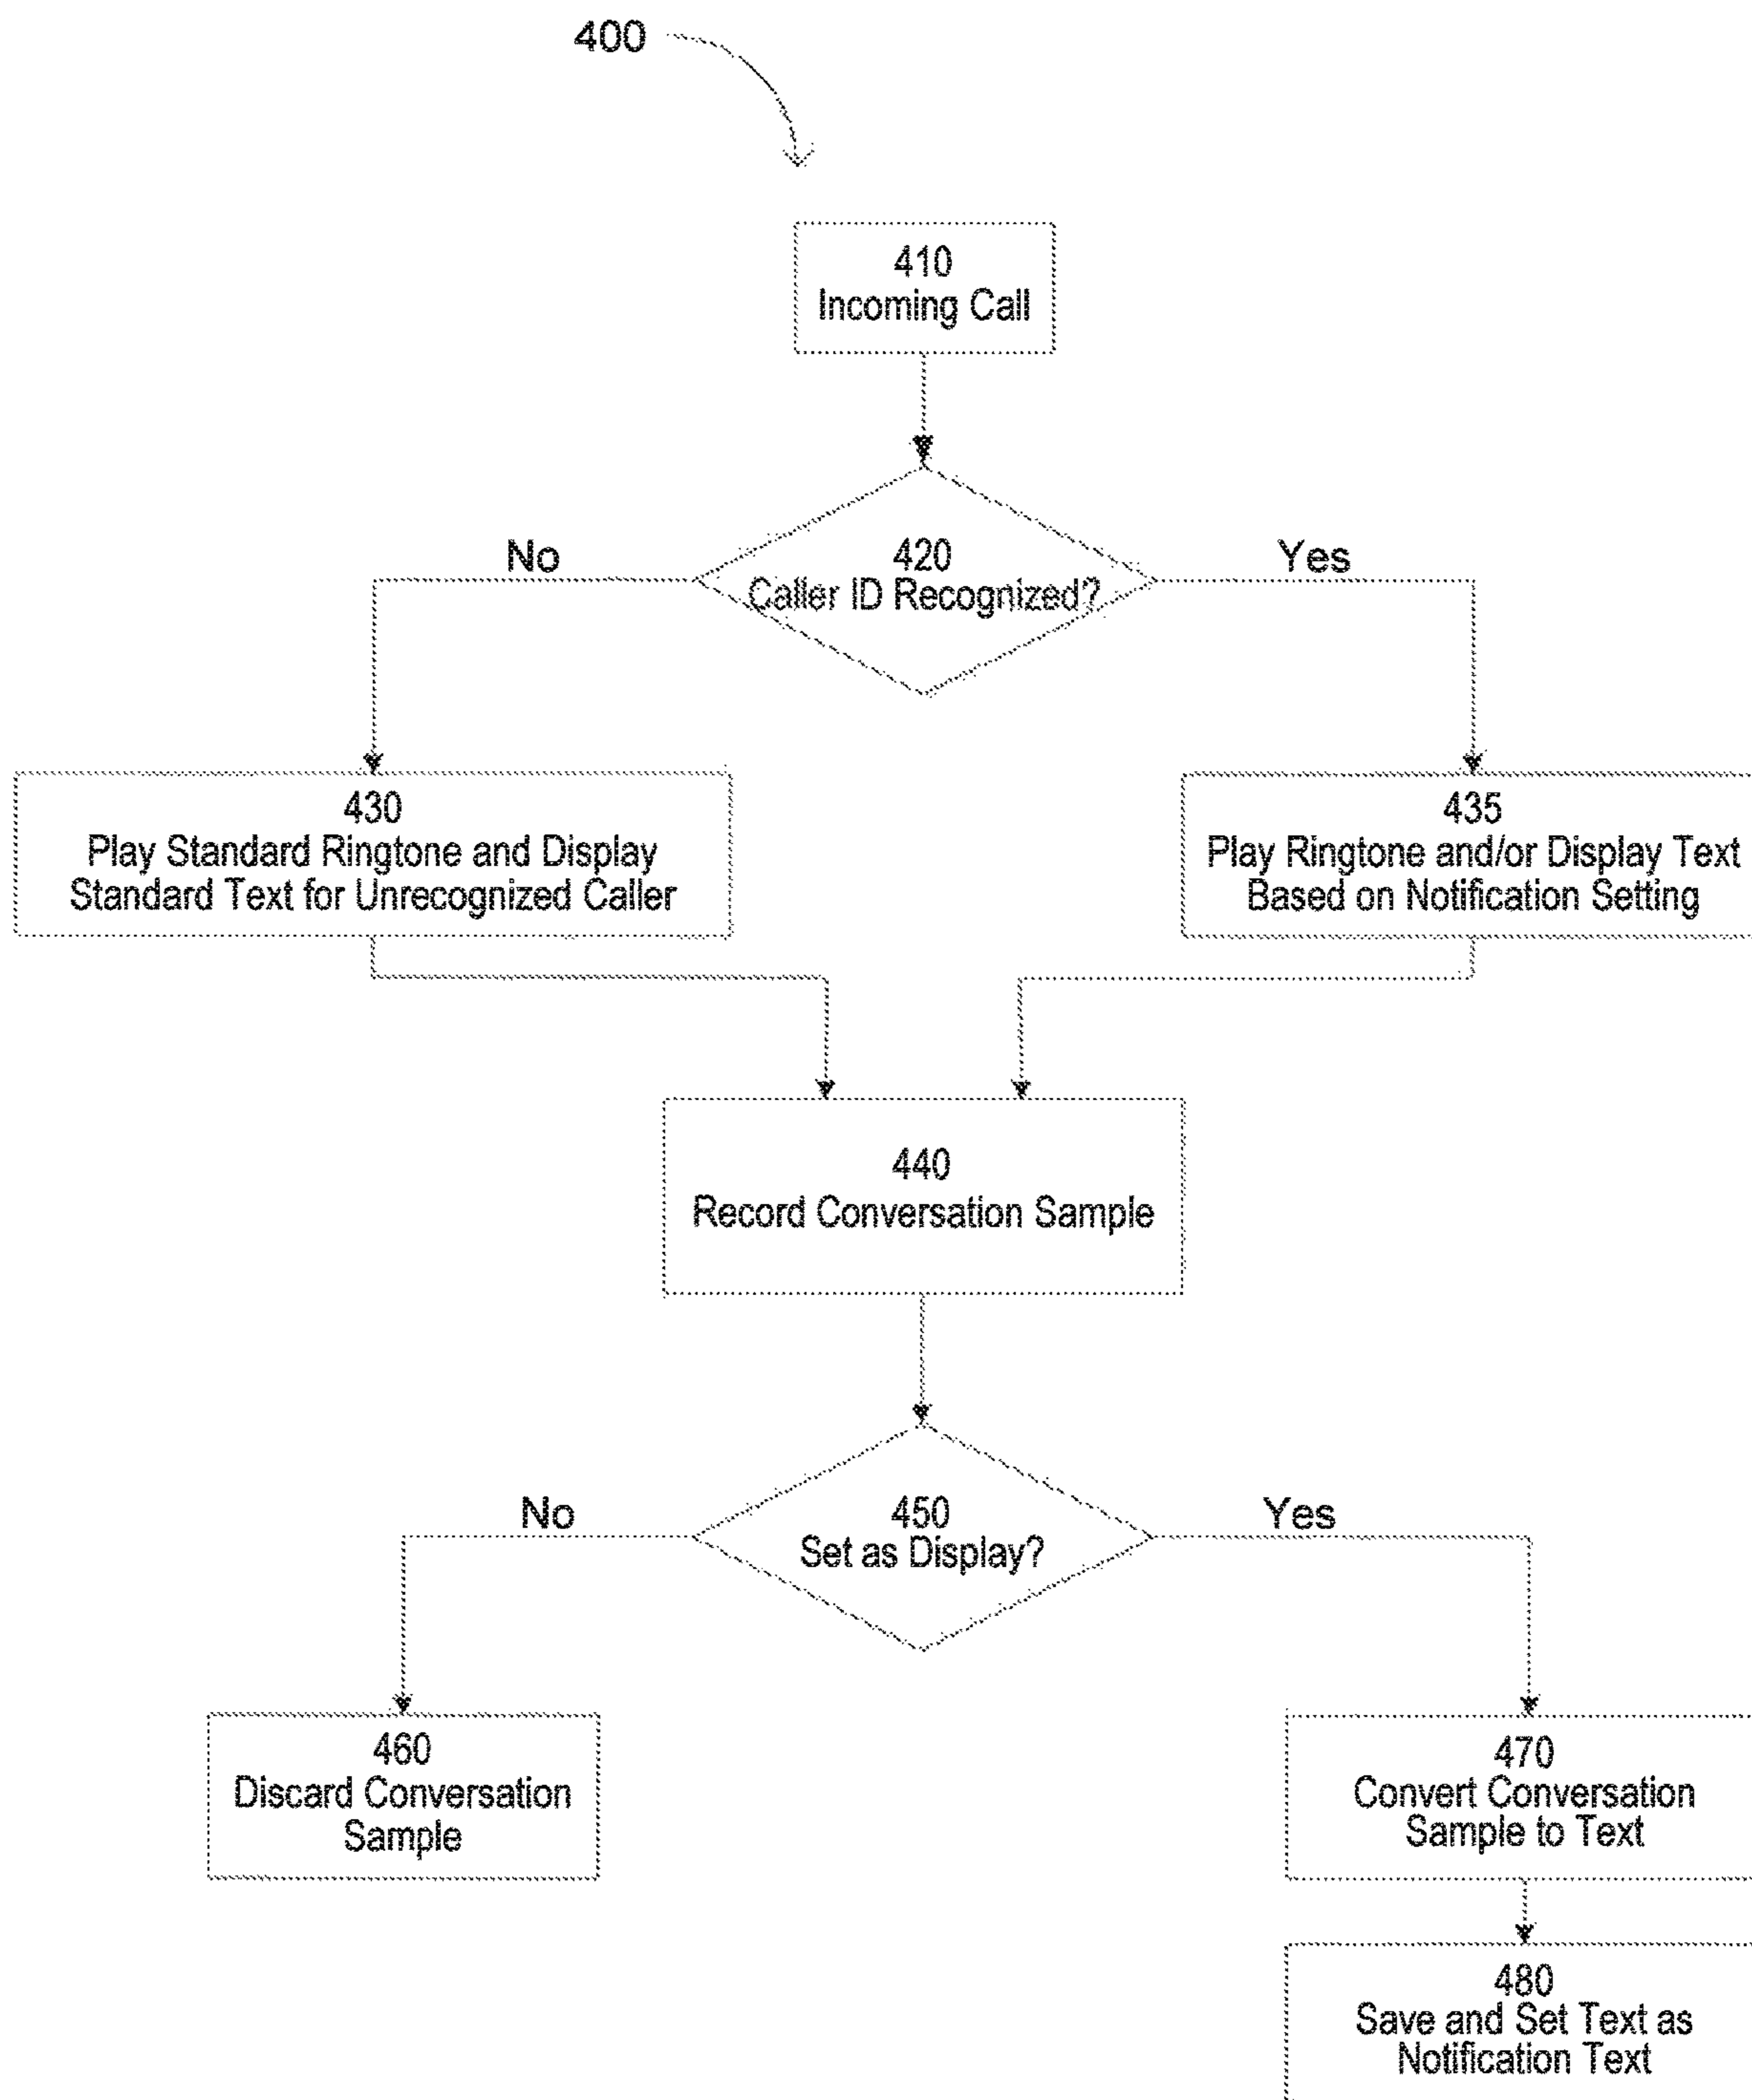 400
410
Incoming Call
420
Caller ID Recognized?
No
Yes
430
Play Standard Ringtone and Display
Standard Text for Unrecognized Caller
435
Play Ringtone and/or Display Text
Based on Notification Setting
440
Record Conversation Sample
450
Set as Display?
No
Yes
460
Discard Conversation
Sample
470
Convert Conversation
Sample to Text
480
Save and Set Text as
Notification Text